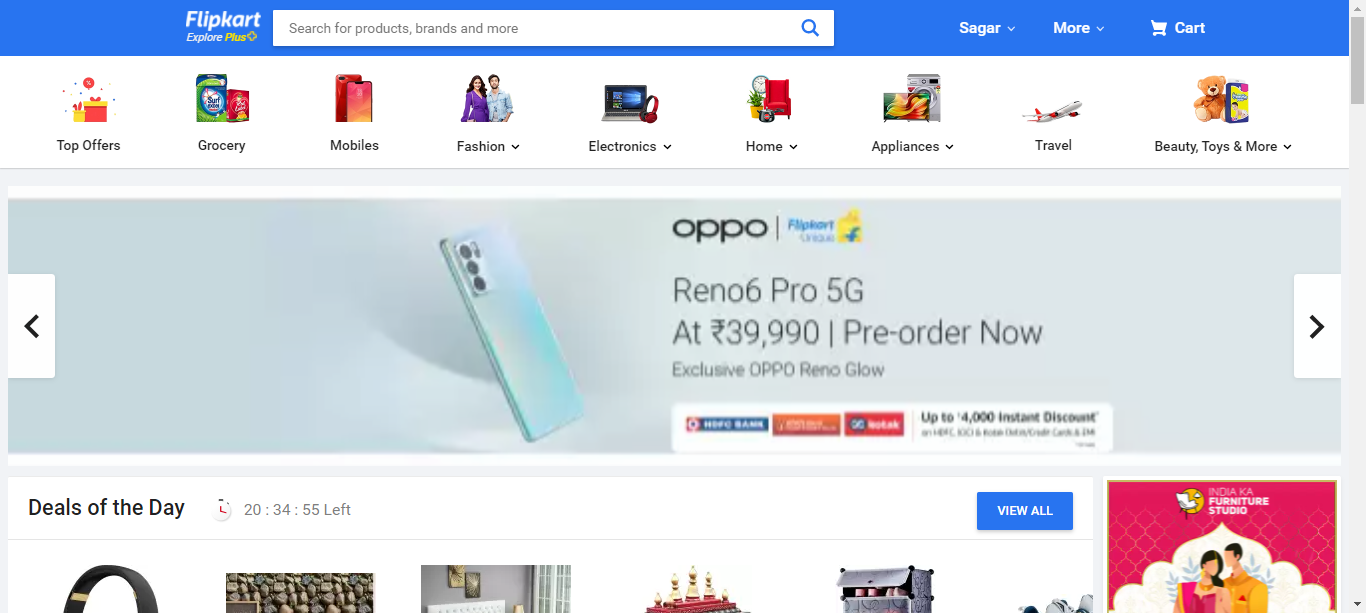 Flipkart
Explore Plus
Search for products, brands and more
Sagar
More
Cart
Top Offers
Grocery
Mobiles
Fashion
Electronics
Home
Appliances
Travel
Beauty, Toys & More
oppo | Flipkart
Unique
Reno6 Pro 5G
At ₹39,990 | Pre-order Now
Exclusive OPPO Reno Glow
HDFC BANK
kotak
Up to ₹4,000 Instant Discount*
on HDFC, ICICI & Kotak Debit/Credit Cards & EMI
Deals of the Day
20 : 34 : 55 Left
VIEW ALL
INDIA KA
FURNITURE
STUDIO